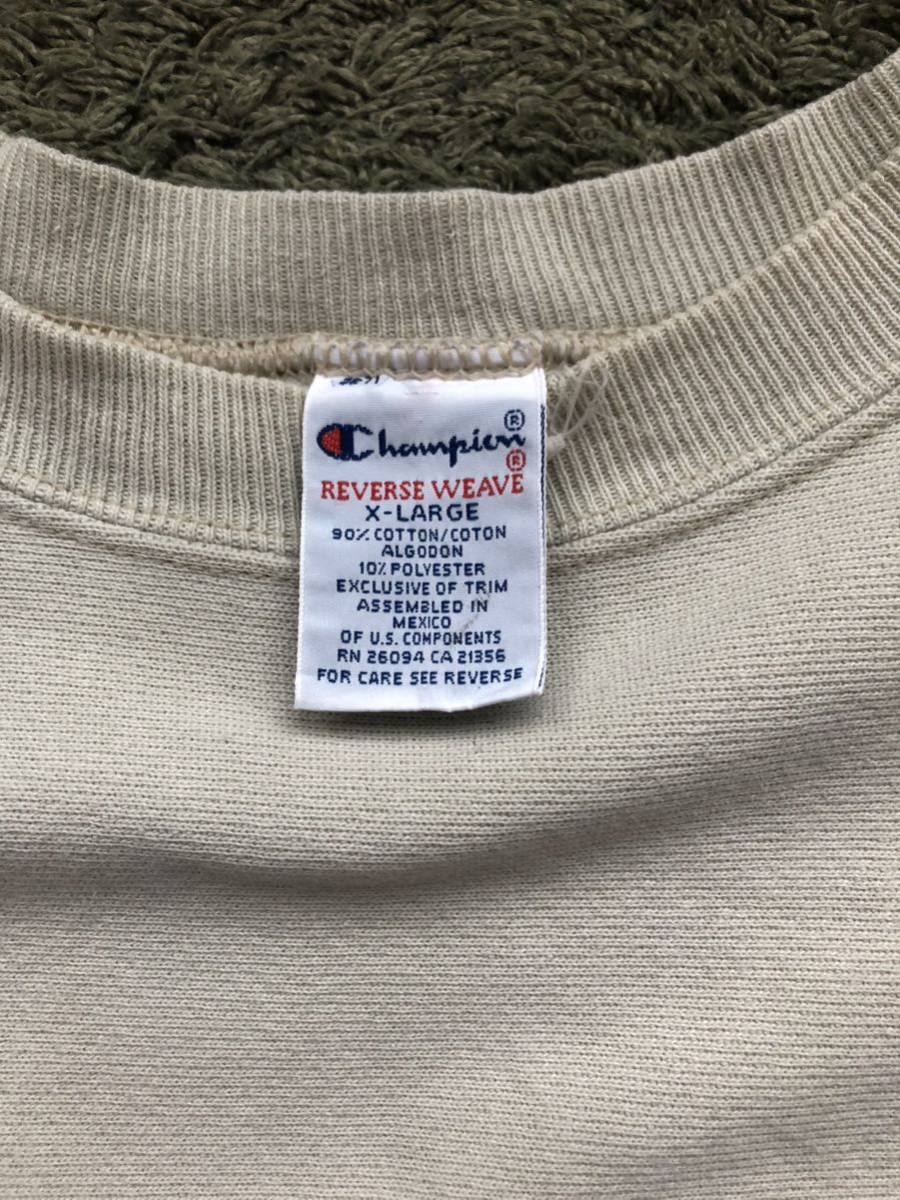 Champion®
REVERSE WEAVE®
X-LARGE
90% COTTON/COTON
ALGODON
10% POLYESTER
EXCLUSIVE OF TRIM
ASSEMBLED IN
MEXICO
OF U.S. COMPONENTS
RN 26094 CA 21356
FOR CARE SEE REVERSE